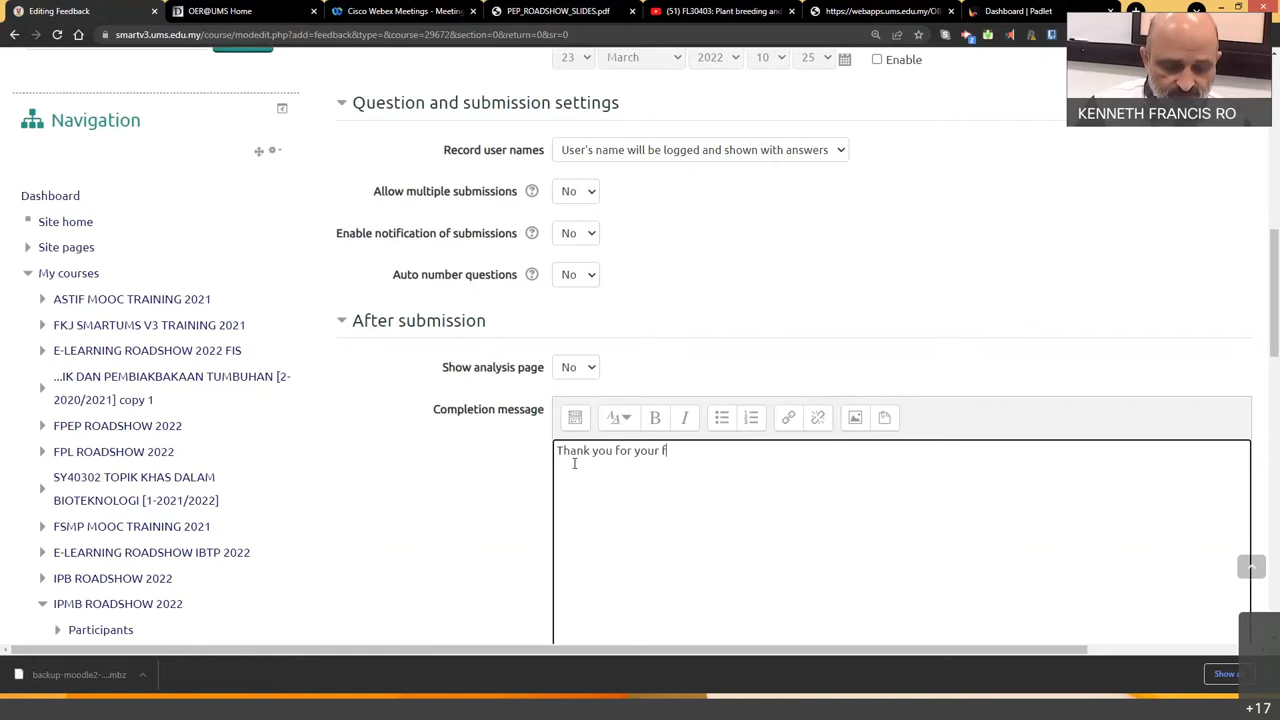 Editing Feedback
OER@UMS Home
Cisco Webex Meetings - Meeting
PEP_ROADSHOW_SLIDES.pdf
(51) FL30403: Plant breeding and
https://webapps.ums.edu.my/OE
Dashboard | Padlet
smartv3.ums.edu.my/course/modedit.php?add=feedback&type=&course=29672&section=0&return=0&sr=0
23 March 2022 10 25 Enable
Navigation
Dashboard
Site home
Site pages
My courses
ASTIF MOOC TRAINING 2021
FKJ SMARTUMS V3 TRAINING 2021
E-LEARNING ROADSHOW 2022 FIS
...IK DAN PEMBIAKBAKAAN TUMBUHAN [2-
2020/2021] copy 1
FPEP ROADSHOW 2022
FPL ROADSHOW 2022
SY40302 TOPIK KHAS DALAM
BIOTEKNOLOGI [1-2021/2022]
FSMP MOOC TRAINING 2021
E-LEARNING ROADSHOW IBTP 2022
IPB ROADSHOW 2022
IPMB ROADSHOW 2022
Participants
Question and submission settings
Record user names User's name will be logged and shown with answers
Allow multiple submissions No
Enable notification of submissions No
Auto number questions No
After submission
Show analysis page No
Completion message
Thank you for your f
KENNETH FRANCIS RO
backup-moodle2-....mbz
Show
+17